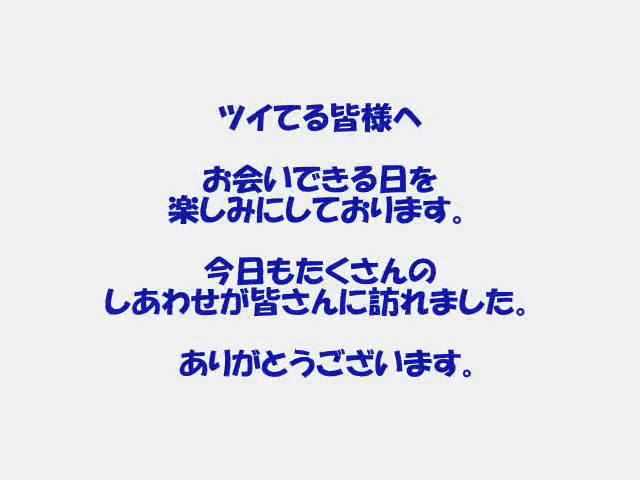 ツイてる皆様へ
お会いできる日を
楽しみにしております。
今日もたくさんの
しあわせが皆さんに訪れました。
ありがとうございます。